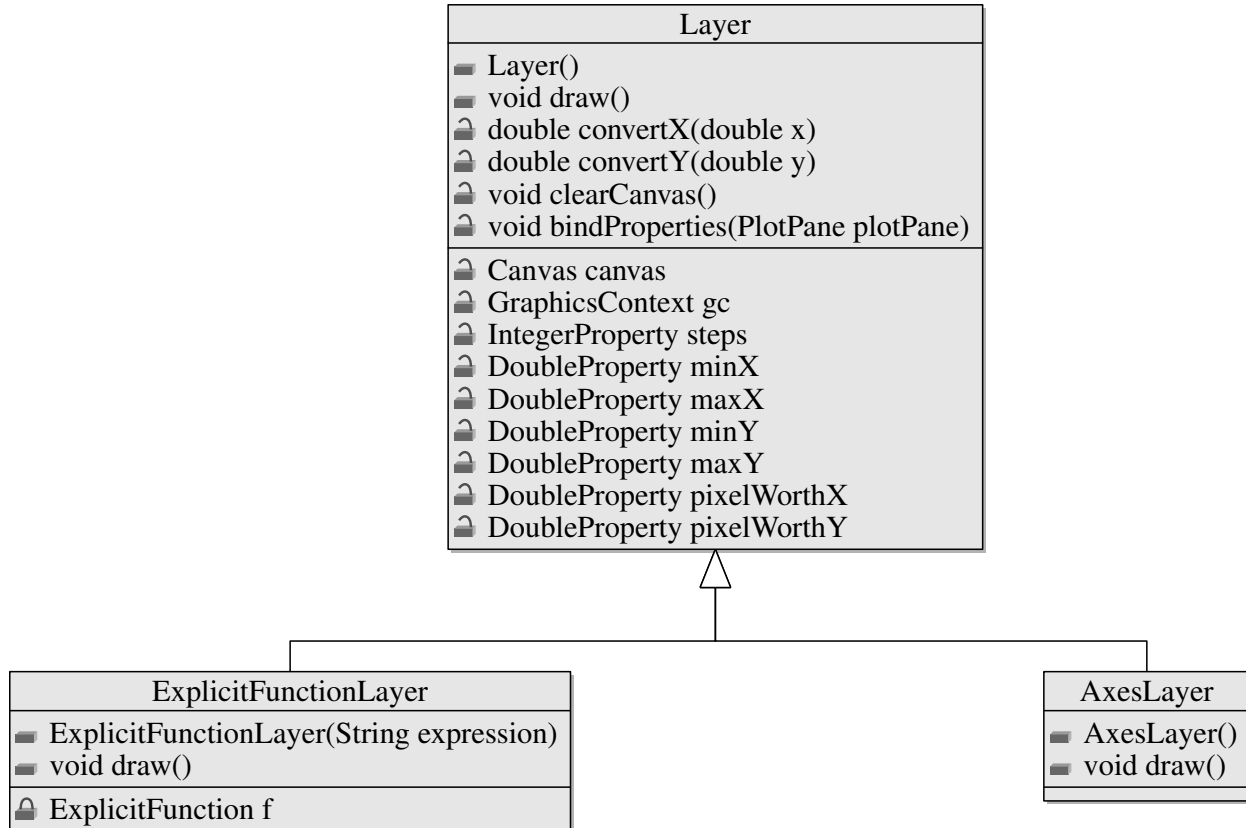 Layer
Layer()
void draw()
double convertX(double x)
double convertY(double y)
void clearCanvas()
void bindProperties(PlotPane plotPane)
Canvas canvas
GraphicsContext gc
IntegerProperty steps
DoubleProperty minX
DoubleProperty maxX
DoubleProperty minY
DoubleProperty maxY
DoubleProperty pixelWorthX
DoubleProperty pixelWorthY
ExplicitFunctionLayer
ExplicitFunctionLayer(String expression)
void draw()
ExplicitFunction f
AxesLayer
AxesLayer()
void draw()